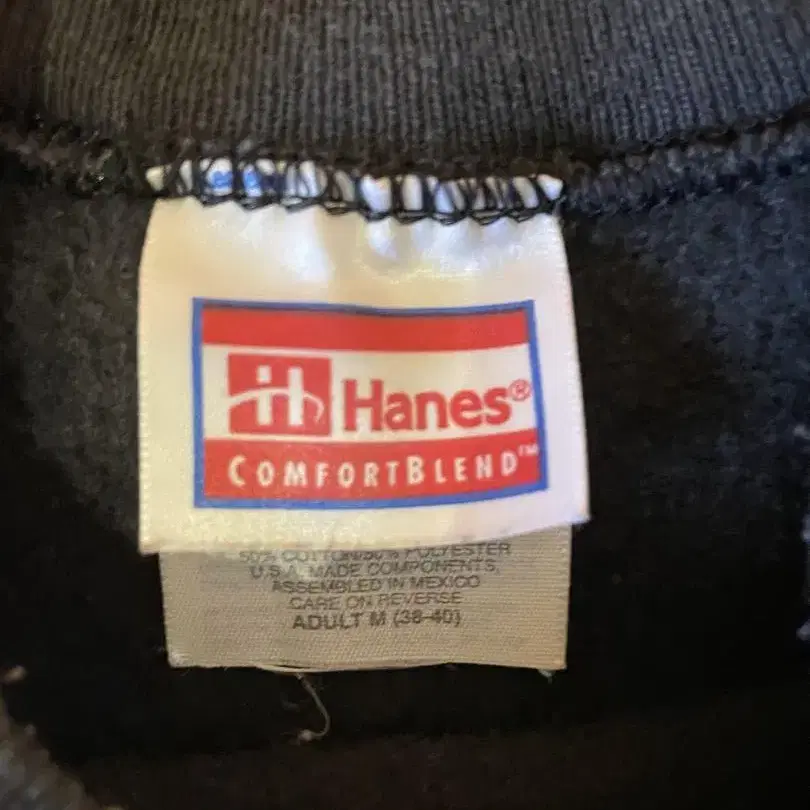 H Hanes®
COMFORTBLEND™
50% COTTON/50% POLYESTER
U.S.A. MADE COMPONENTS,
ASSEMBLED IN MEXICO
CARE ON REVERSE
ADULT M (38-40)